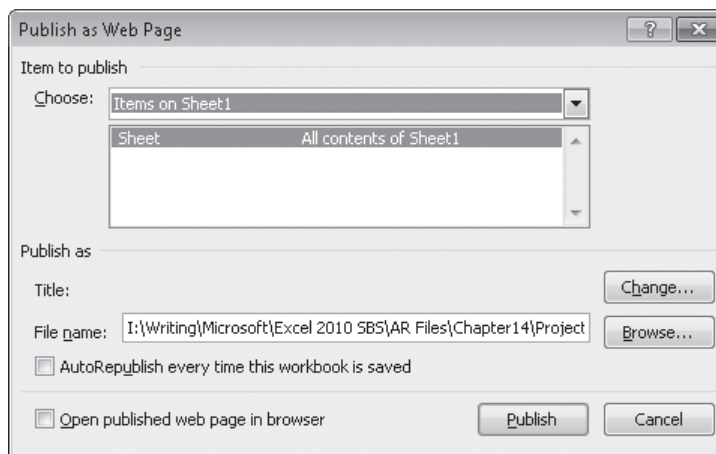 Publish as Web Page
Item to publish
Choose: Items on Sheet1
Sheet All contents of Sheet1
Publish as
Title: Change...
File name: I:\Writing\Microsoft\Excel 2010 SBS\AR Files\Chapter14\Project Browse...
AutoRepublish every time this workbook is saved
Open published web page in browser Publish Cancel